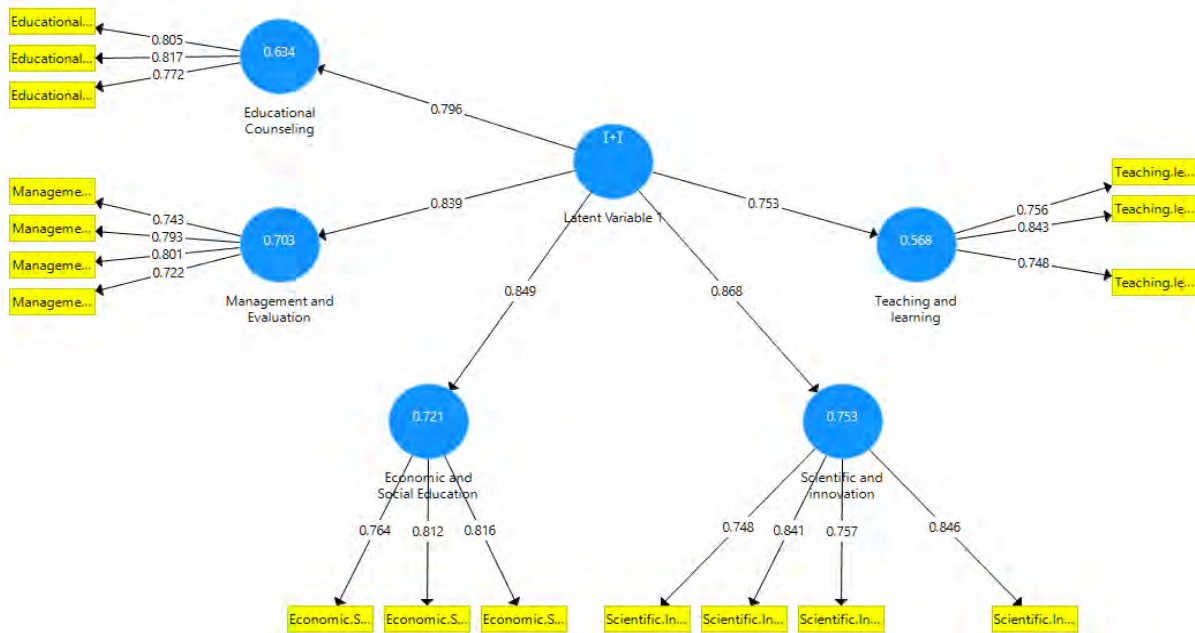 Educational...
Educational...
Educational...
0.805
0.817
0.772
0.634
Educational
Counseling
0.796
I+I
Latent Variable 1
Manageme...
Manageme...
Manageme...
Manageme...
0.743
0.793
0.801
0.722
0.703
Management and
Evaluation
0.839
0.753
0.568
Teaching and
learning
0.756
0.843
0.748
Teaching.le...
Teaching.le...
Teaching.le...
0.849
0.868
0.721
Economic and
Social Education
0.764
0.812
0.816
Economic.S...
Economic.S...
Economic.S...
0.753
Scientific and
innovation
0.748
0.841
0.757
0.846
Scientific.In...
Scientific.In...
Scientific.In...
Scientific.In...